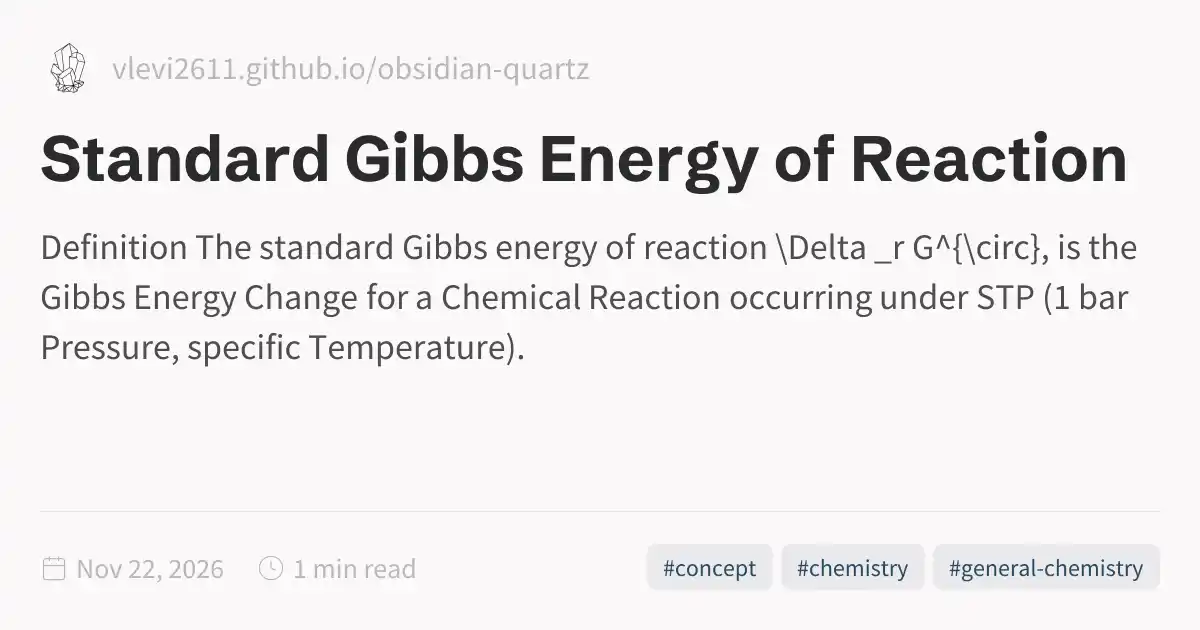 vlevi2611.github.io/obsidian-quartz
Standard Gibbs Energy of Reaction
Definition The standard Gibbs energy of reaction \Delta _r G^{\circ}, is the
Gibbs Energy Change for a Chemical Reaction occurring under STP (1 bar
Pressure, specific Temperature).
Nov 22, 2026 1 min read #concept #chemistry #general-chemistry